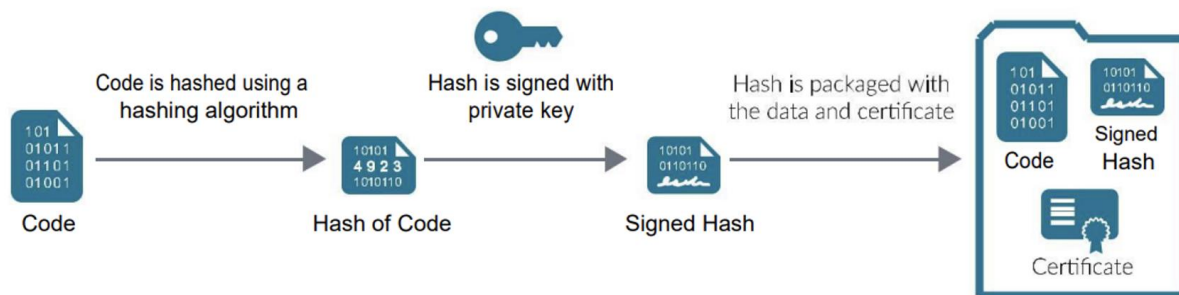 Code is hashed using a
hashing algorithm
Hash is signed with
private key
Hash is packaged with
the data and certificate
101
01011
01101
01001
Code
10101
4923
1010110
Hash of Code
10101
0110110
Signed Hash
101
01011
01101
01001
Code
10101
0110110
Signed
Hash
Certificate